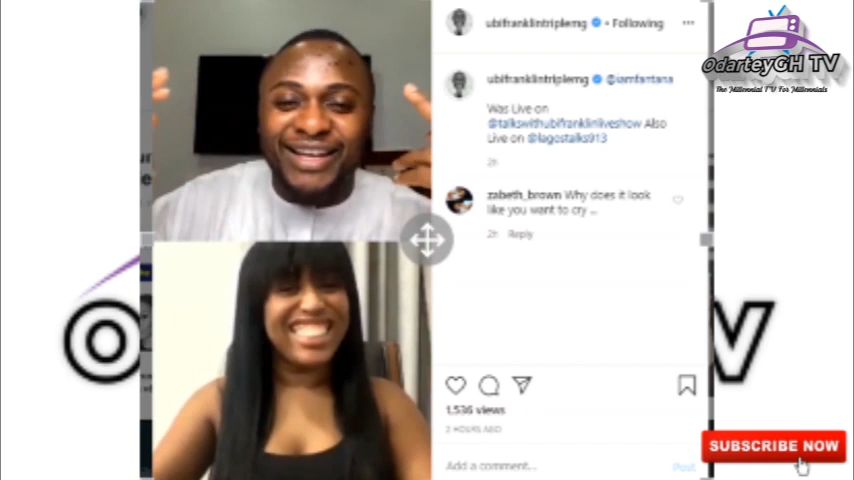 ubifranklintriplemg • Following
OdarteyGH TV
The Millennial TV For Millennials
ubifranklintriplemg @iamfantana
Was Live on
@talkswithubifranklinliveshow Also
Live on @lagostalks913
2h
zabeth_brown Why does it look
like you want to cry ...
2h Reply
O
V
1,536 views
2 HOURS AGO
Add a comment... Post
SUBSCRIBE NOW